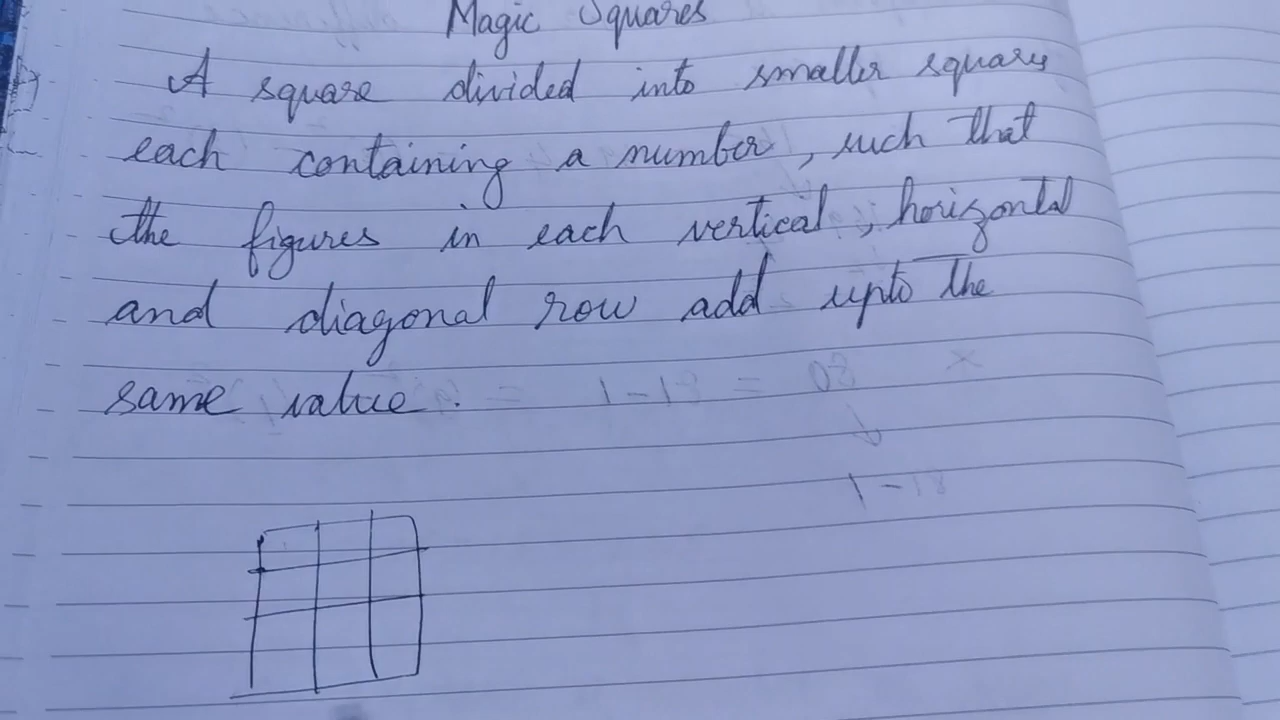 Magic Squares
A square divided into smaller squares
each containing a number, such that
the figures in each vertical, horizontal
and diagonal row add upto the
same value.